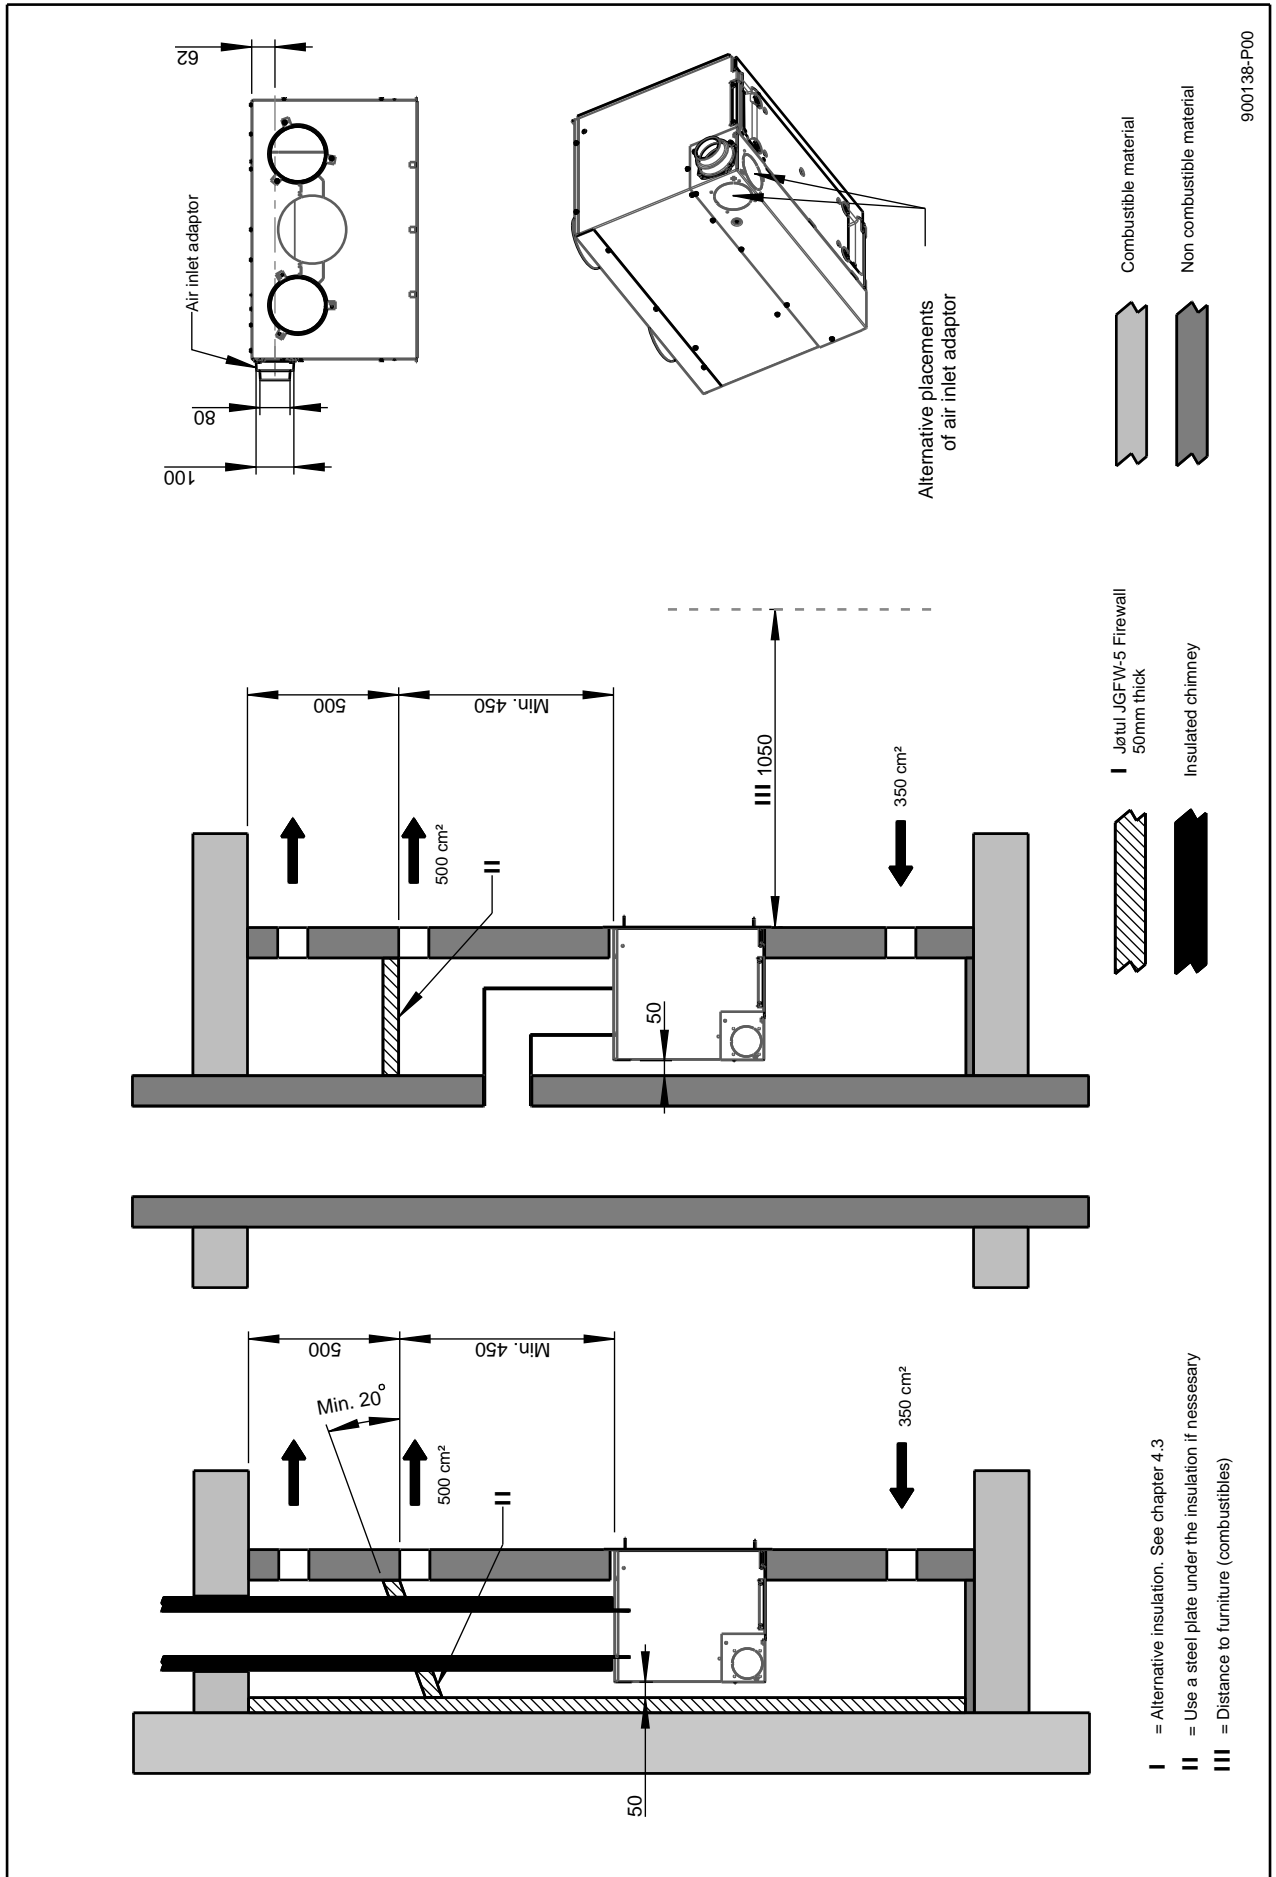 500
Min. 20°
Min. 450
500 cm²
II
350 cm²
50
500
Min. 450
500 cm²
II
III 1050
350 cm²
50
62
Air inlet adaptor
80
100
Alternative placements
of air inlet adaptor
I = Alternative insulation. See chapter 4.3
II = Use a steel plate under the insulation if nessesary
III = Distance to furniture (combustibles)
I Jøtul JGFW-5 Firewall
50mm thick
Insulated chimney
Combustible material
Non combustible material
900138-P00